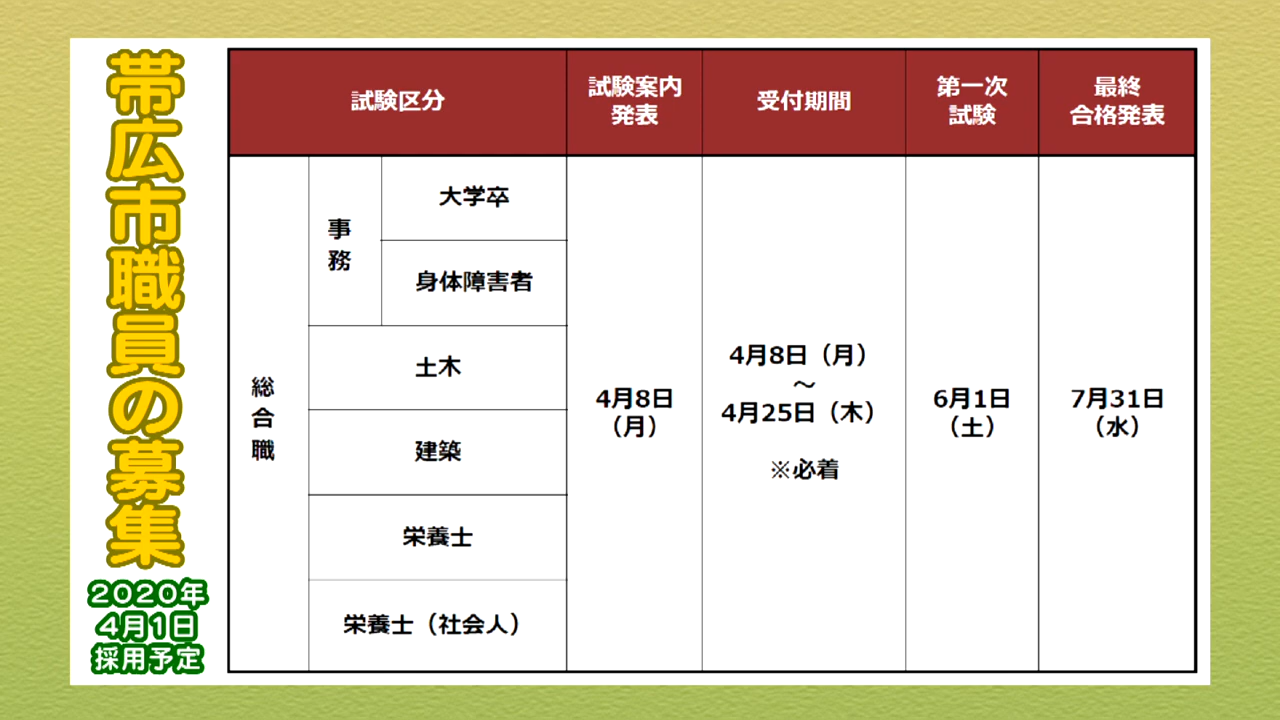 帯広市職員の募集
2020年
4月1日
採用予定
試験区分
試験案内
発表
受付期間
第一次
試験
最終
合格発表
総合職
事務
大学卒
身体障害者
土木
建築
栄養士
栄養士（社会人）
4月8日
（月）
4月8日（月）
～
4月25日（木）
※必着
6月1日
（土）
7月31日
（水）